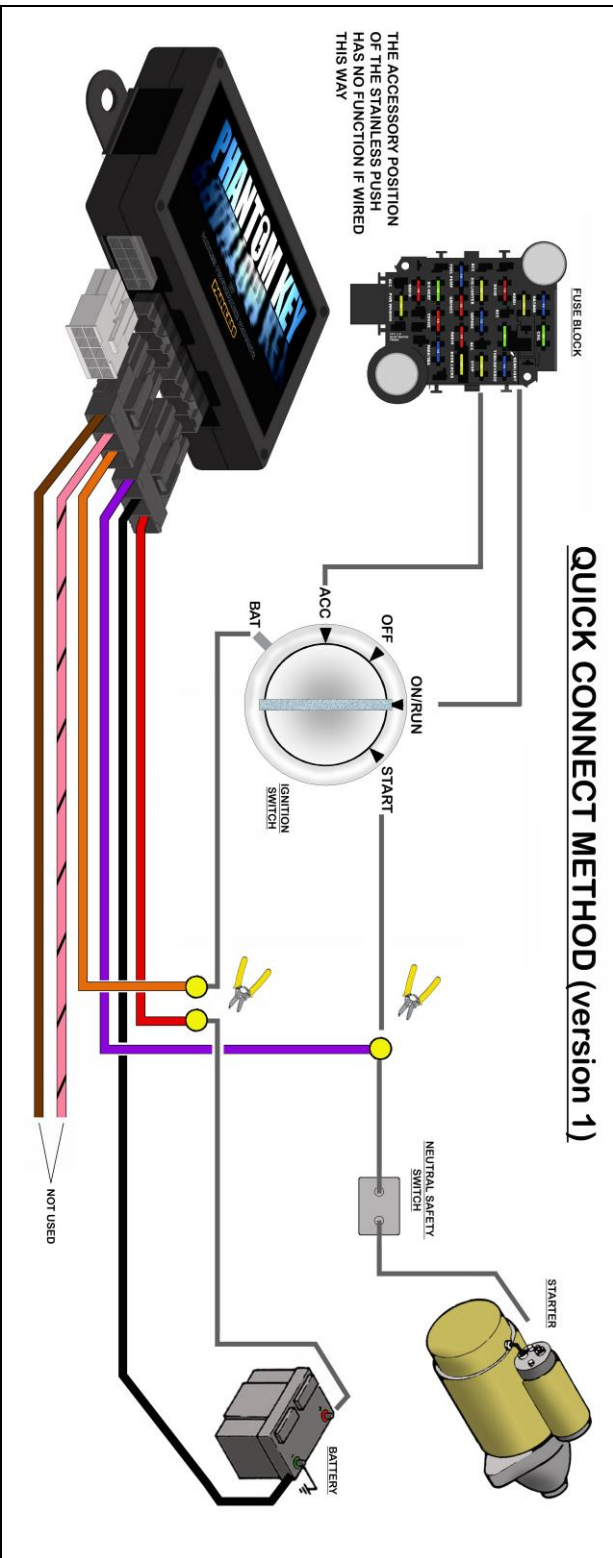 QUICK CONNECT METHOD (version 1)
FUSE BLOCK
THE ACCESSORY POSITION
OF THE STAINLESS PUSH
HAS NO FUNCTION IF WIRED
THIS WAY
PHANTOM KEY
OFF
ON/RUN
ACC
START
BAT
IGNITION
SWITCH
NEUTRAL SAFETY
SWITCH
STARTER
BATTERY
NOT USED